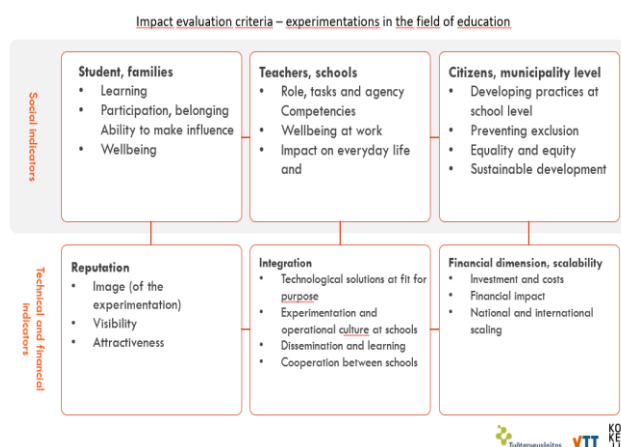 Impact evaluation criteria – experimentations in the field of education
Social indicators
Student, families
• Learning
• Participation, belonging
Ability to make influence
• Wellbeing
Teachers, schools
• Role, tasks and agency
Competencies
• Wellbeing at work
• Impact on everyday life
and
Citizens, municipality level
• Developing practices at
school level
• Preventing exclusion
• Equality and equity
• Sustainable development
Technical and financial
indicators
Reputation
• Image (of the
experimentation)
• Visibility
• Attractiveness
Integration
• Technological solutions at fit for
purpose
• Experimentation and
operational culture at schools
• Dissemination and learning
• Cooperation between schools
Financial dimension, scalability
• Investment and costs
• Financial impact
• National and international
scaling
VTT
KO
KE